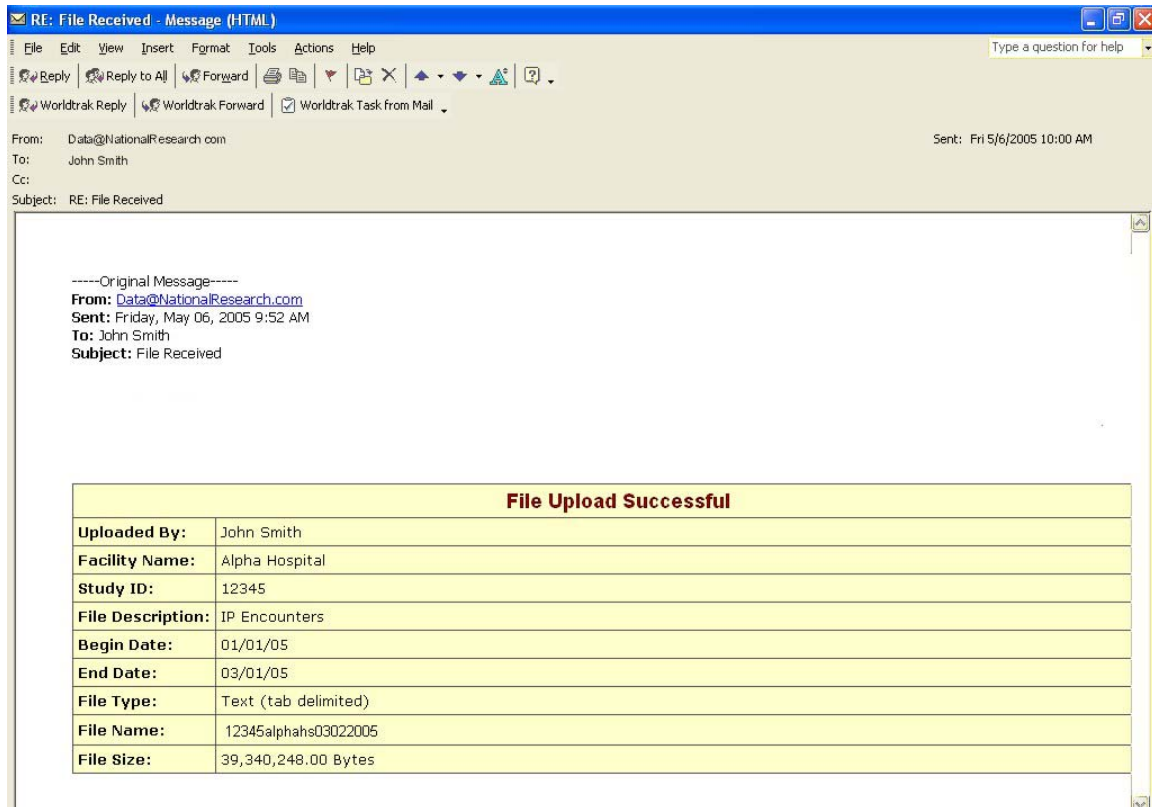 RE: File Received - Message (HTML)
File Edit View Insert Format Tools Actions Help Type a question for help
Reply Reply to All Forward
Worldtrak Reply Worldtrak Forward Worldtrak Task from Mail
From: Data@NationalResearch com Sent: Fri 5/6/2005 10:00 AM
To: John Smith
Cc:
Subject: RE: File Received
-----Original Message-----
From: Data@NationalResearch.com
Sent: Friday, May 06, 2005 9:52 AM
To: John Smith
Subject: File Received
File Upload Successful
Uploaded By: John Smith
Facility Name: Alpha Hospital
Study ID: 12345
File Description: IP Encounters
Begin Date: 01/01/05
End Date: 03/01/05
File Type: Text (tab delimited)
File Name: 12345alphahs03022005
File Size: 39,340,248.00 Bytes